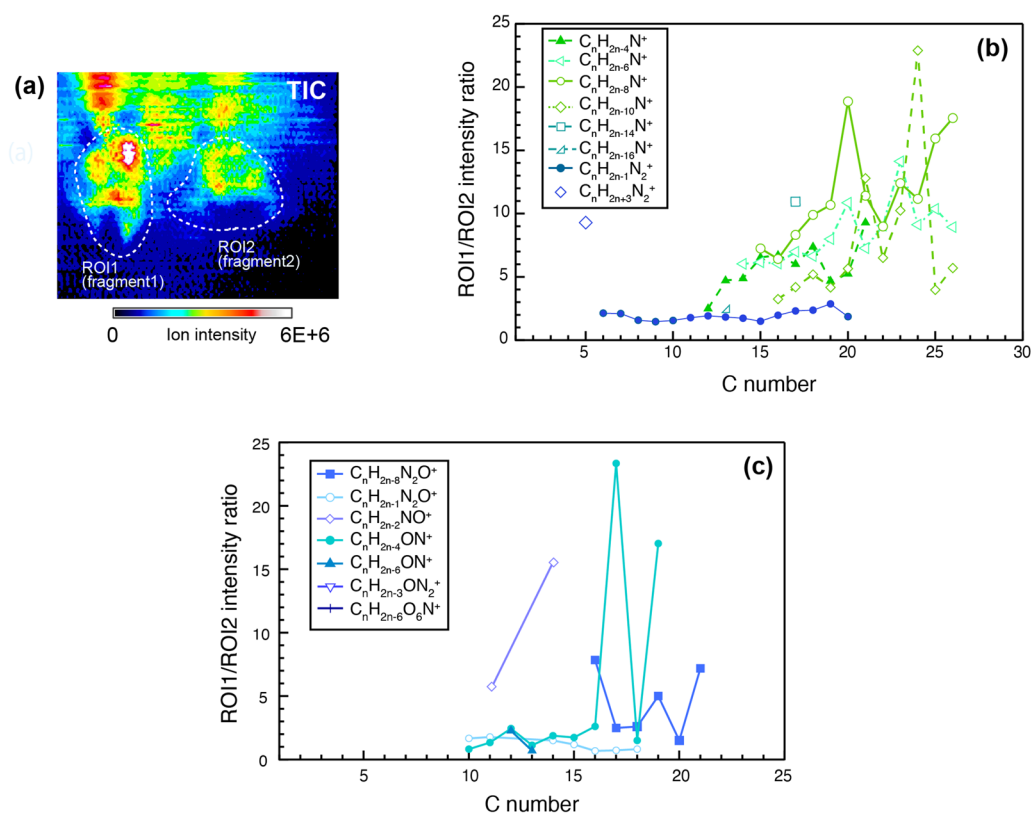 (a)
(a)
TIC
ROI1
(fragment1)
ROI2
(fragment2)
0 Ion intensity 6E+6
(b)
ROI1/ROI2 intensity ratio
25
20
15
10
5
0
5 10 15 20 25 30
C number
CₙH₂ₙ₋₄N⁺
CₙH₂ₙ₋₆N⁺
CₙH₂ₙ₋₈N⁺
CₙH₂ₙ₋₁₀N⁺
CₙH₂ₙ₋₁₄N⁺
CₙH₂ₙ₋₁₆N⁺
CₙH₂ₙ₋₁N₂⁺
CₙH₂ₙ₊₃N₂⁺
(c)
ROI1/ROI2 intensity ratio
25
20
15
10
5
0
5 10 15 20 25
C number
CₙH₂ₙ₋₈N₂O⁺
CₙH₂ₙ₋₁N₂O⁺
CₙH₂ₙ₋₂NO⁺
CₙH₂ₙ₋₄ON⁺
CₙH₂ₙ₋₆ON⁺
CₙH₂ₙ₋₃ON₂⁺
CₙH₂ₙ₋₆O₆N⁺